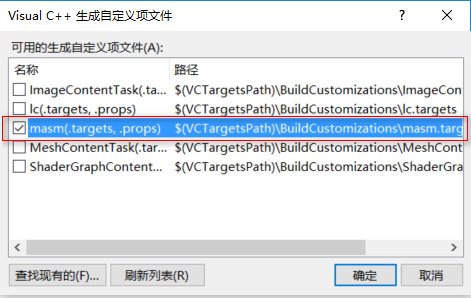 Visual C++ 生成自定义项文件
可用的生成自定义项文件(A):
名称 路径
ImageContentTask(.ta... $(VCTargetsPath)\BuildCustomizations\ImageCon
lc(.targets, .props) $(VCTargetsPath)\BuildCustomizations\lc.targets
masm(.targets, .props) $(VCTargetsPath)\BuildCustomizations\masm.targ
MeshContentTask(.tar... $(VCTargetsPath)\BuildCustomizations\MeshCont
ShaderGraphContent... $(VCTargetsPath)\BuildCustomizations\ShaderGra
查找现有的(F)... 刷新列表(R) 确定 取消